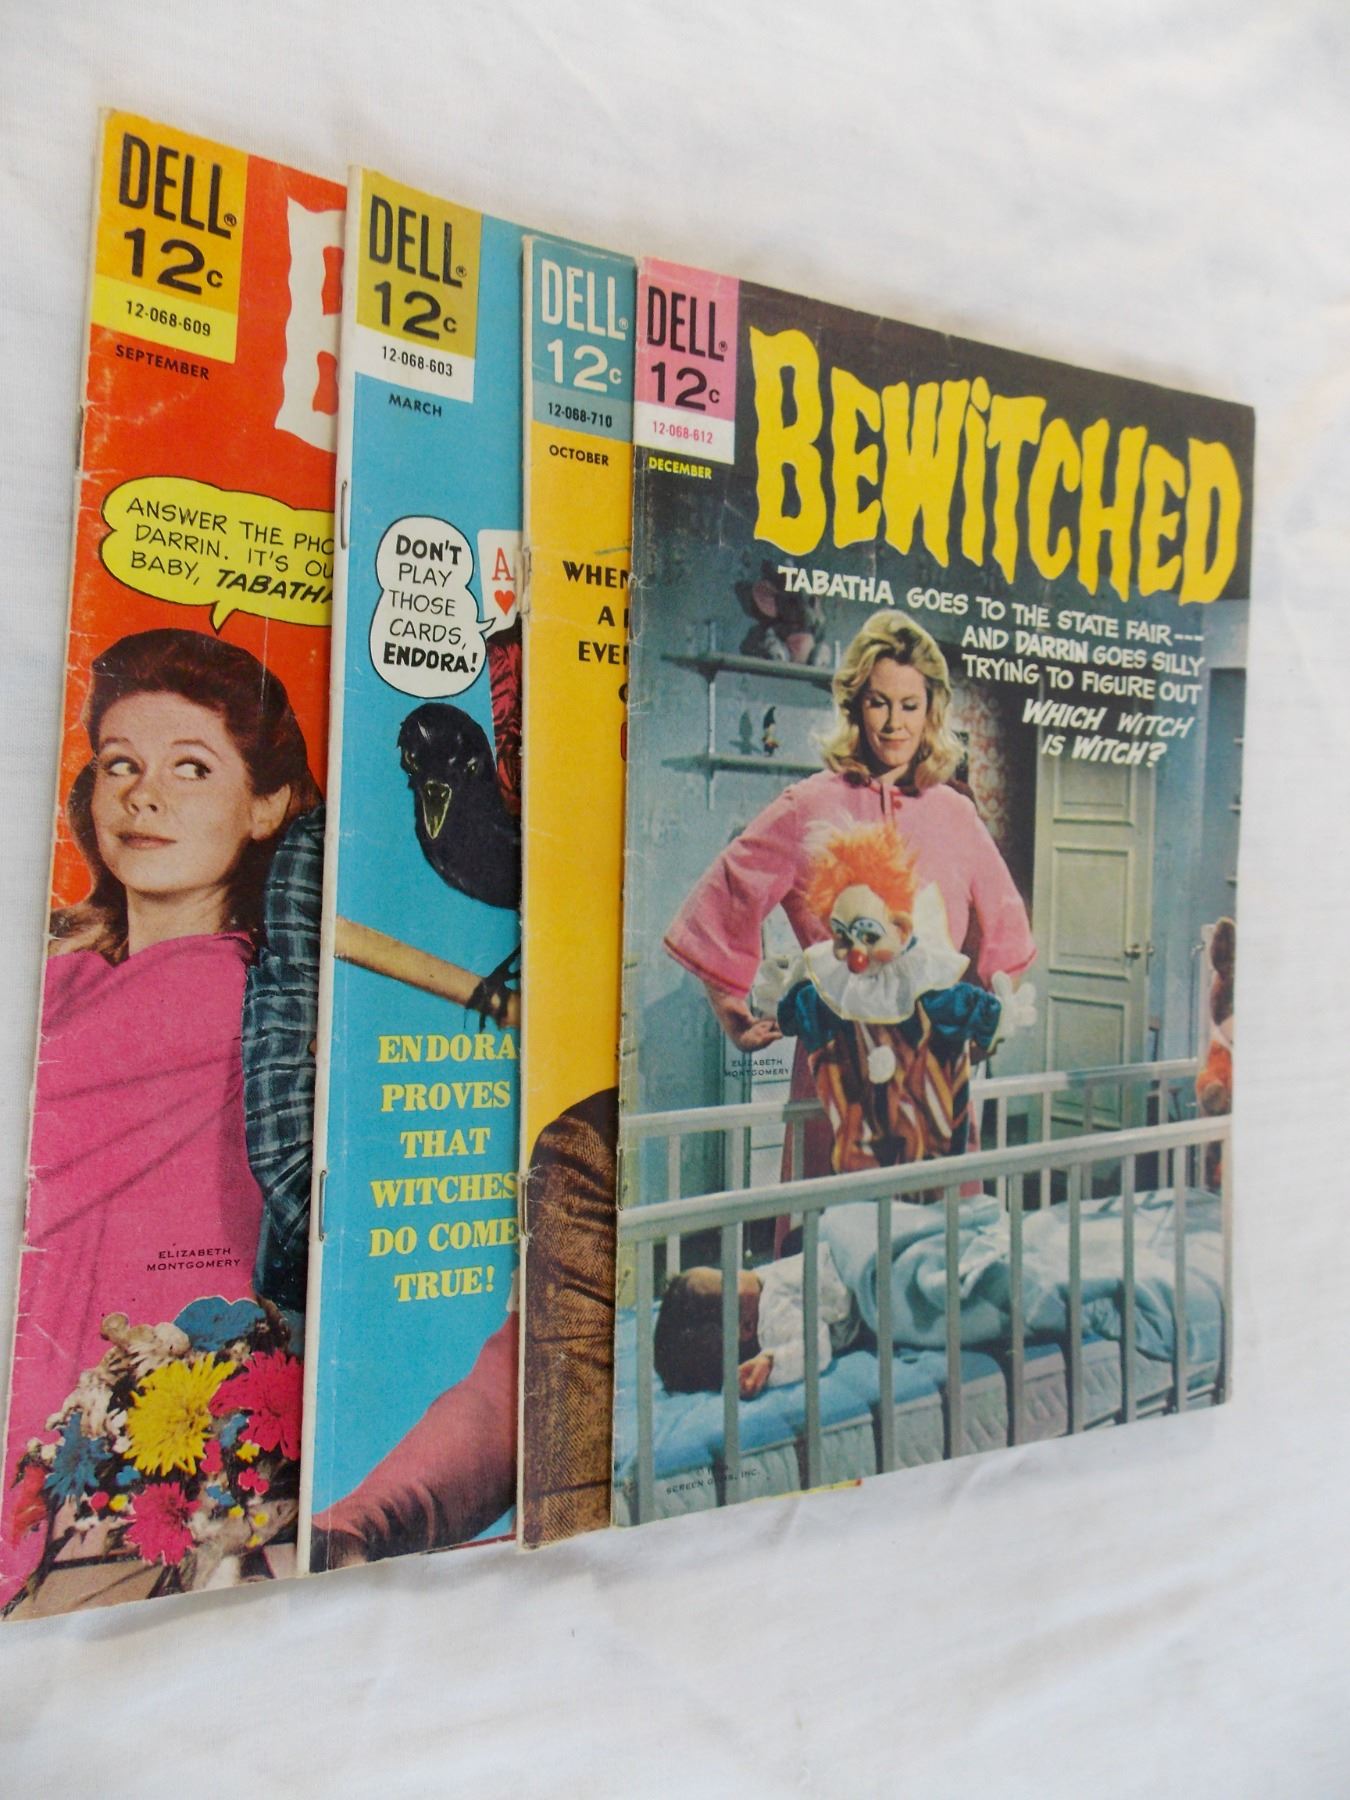 DELL®
12c
12-068-609
SEPTEMBER
B
ANSWER THE PHO
DARRIN. IT'S OU
BABY, TABATHA
ELIZABETH
MONTGOMERY
DELL®
12c
12-068-603
MARCH
DON'T
PLAY
THOSE
CARDS,
ENDORA!
A
ENDORA
PROVES
THAT
WITCHES
DO COME
TRUE!
DELL®
12c
12-068-710
OCTOBER
WHEN
A
EVE
DELL®
12c
12-068-612
DECEMBER
BEWiTCHED
TABATHA GOES TO THE STATE FAIR---
AND DARRIN GOES SILLY
TRYING TO FIGURE OUT
WHICH WITCH
IS WITCH?
ELIZABETH
MONTGOMERY
SCREEN GEMS, INC.